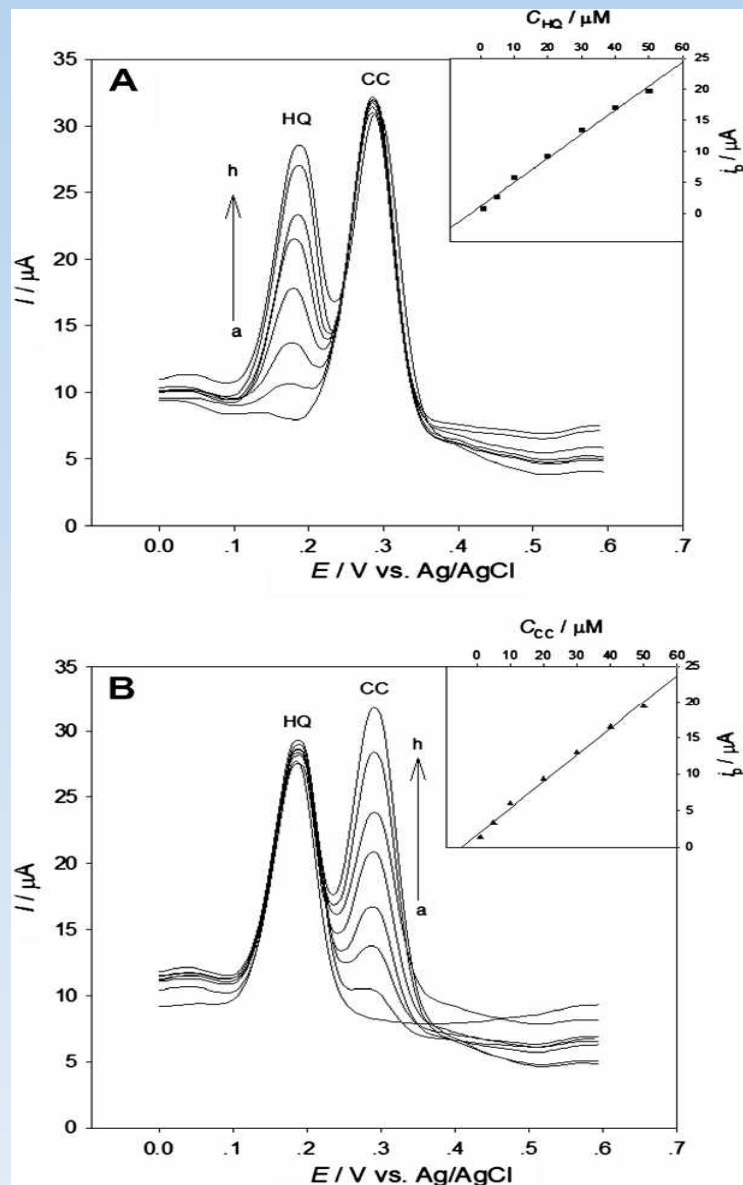 C_HQ / µM
0 10 20 30 40 50 60
35
A
CC
25
30
HQ
20
h
15
i_p / µA
25
10
5
I / µA
20
0
15
a
10
5
0
0.0 .1 .2 .3 .4 .5 .6 .7
E / V vs. Ag/AgCl
C_CC / µM
0 10 20 30 40 50 60
35
B
CC
25
HQ
30
20
h
15
i_p / µA
25
10
5
I / µA
20
0
15
a
10
5
0
0.0 .1 .2 .3 .4 .5 .6 .7
E / V vs. Ag/AgCl